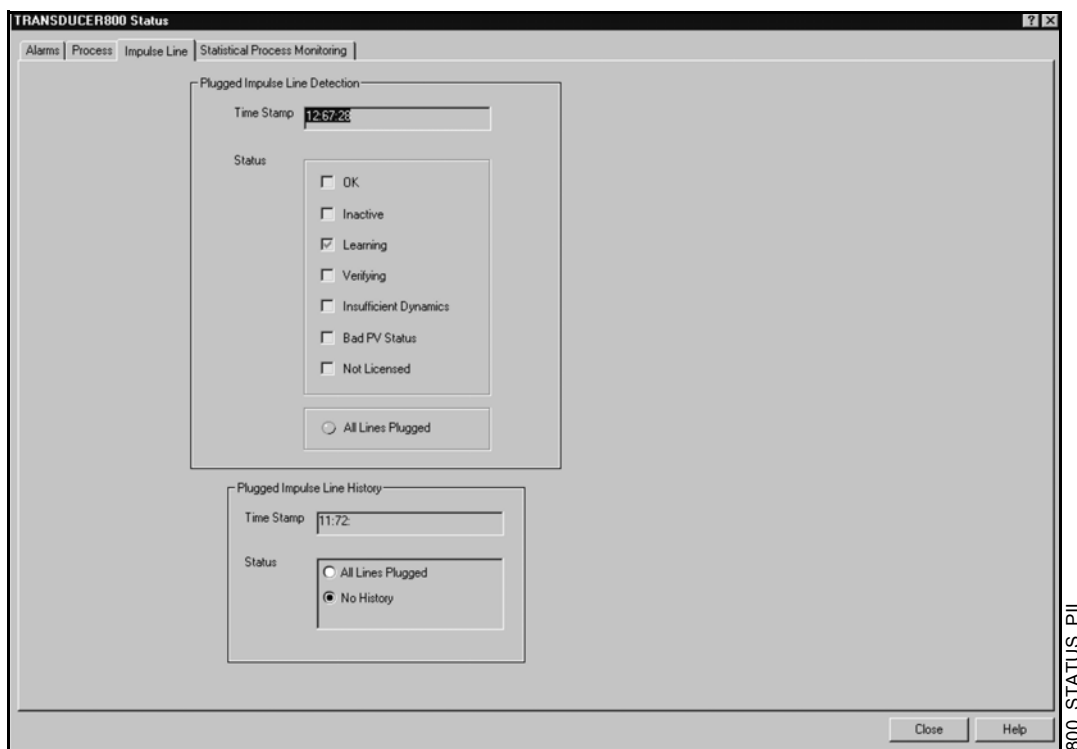 TRANSDUCER800 Status
Alarms Process Impulse Line Statistical Process Monitoring
Plugged Impulse Line Detection
Time Stamp 12:67:28
Status
OK
Inactive
Learning
Verifying
Insufficient Dynamics
Bad PV Status
Not Licensed
All Lines Plugged
Plugged Impulse Line History
Time Stamp 11:72:
Status
All Lines Plugged
No History
Close Help
800_STATUS_PIL